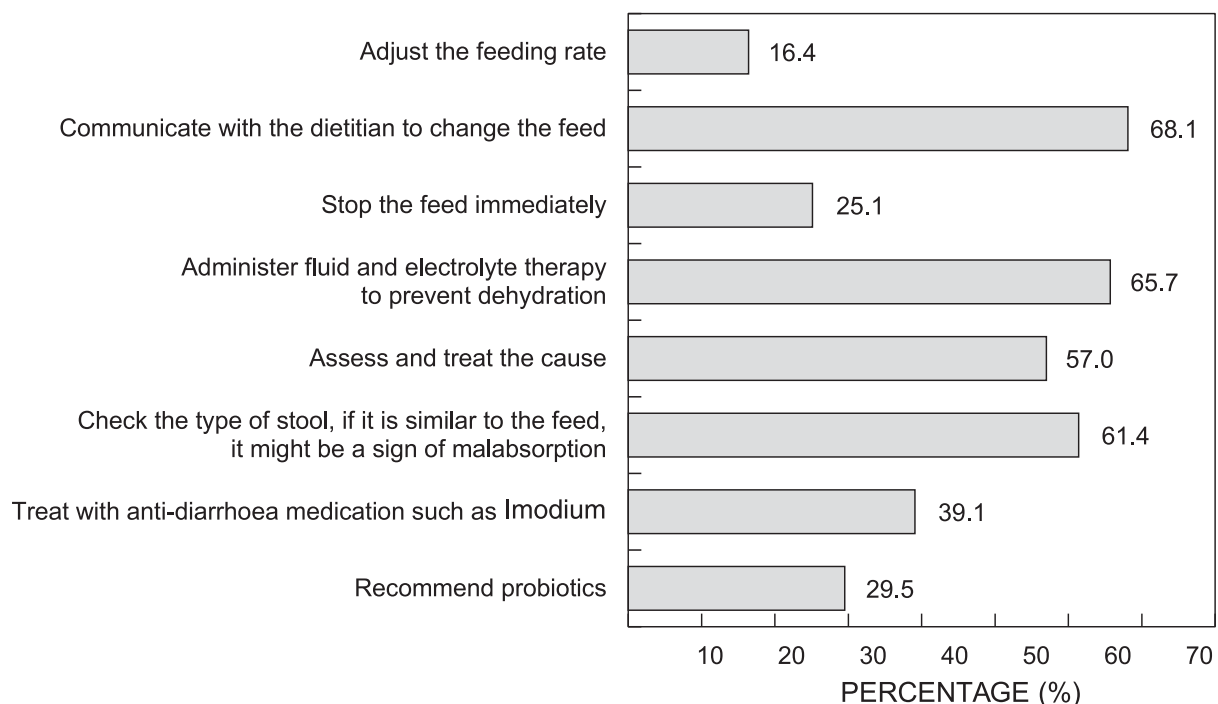 Adjust the feeding rate
16.4
Communicate with the dietitian to change the feed
68.1
Stop the feed immediately
25.1
Administer fluid and electrolyte therapy
to prevent dehydration
65.7
Assess and treat the cause
57.0
Check the type of stool, if it is similar to the feed,
it might be a sign of malabsorption
61.4
Treat with anti-diarrhoea medication such as Imodium
39.1
Recommend probiotics
29.5
10 20 30 40 50 60 70
PERCENTAGE (%)